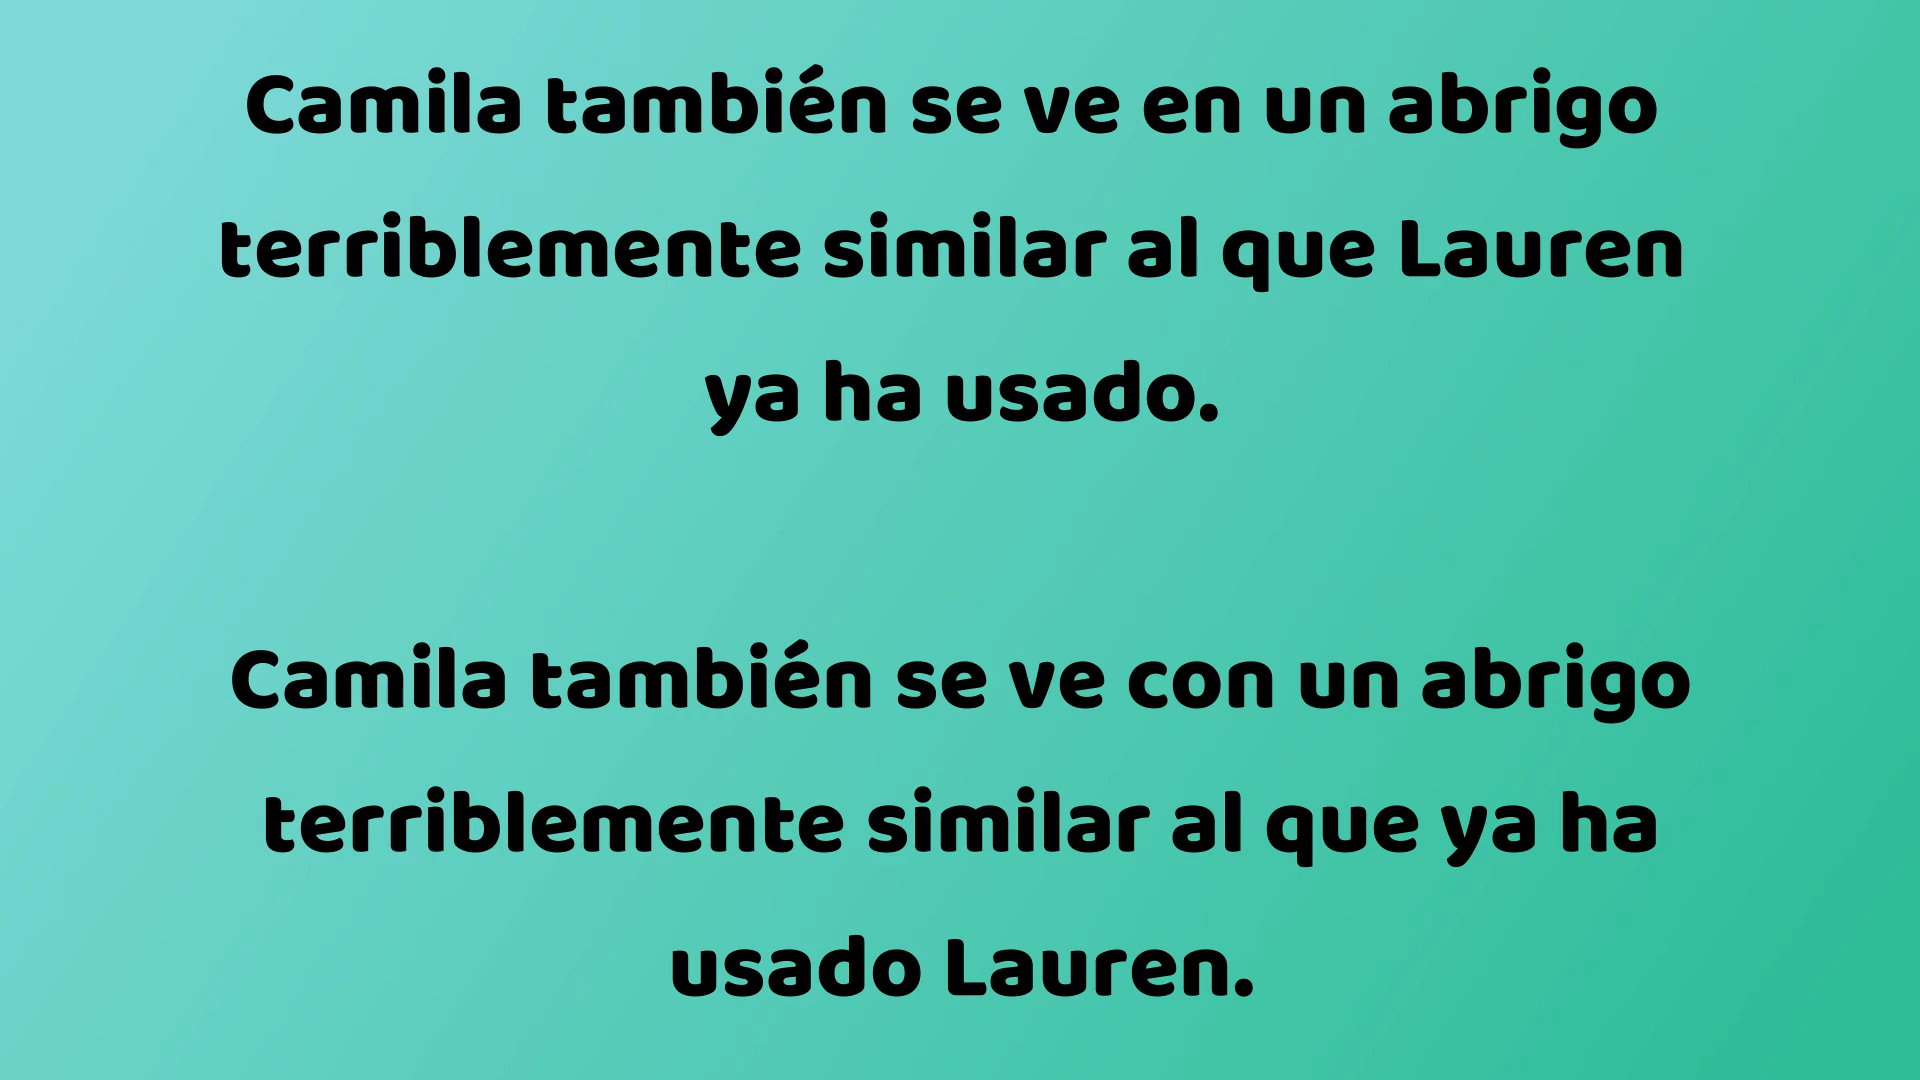 Camila también se ve en un abrigo
terriblemente similar al que Lauren
ya ha usado.
Camila también se ve con un abrigo
terriblemente similar al que ya ha
usado Lauren.